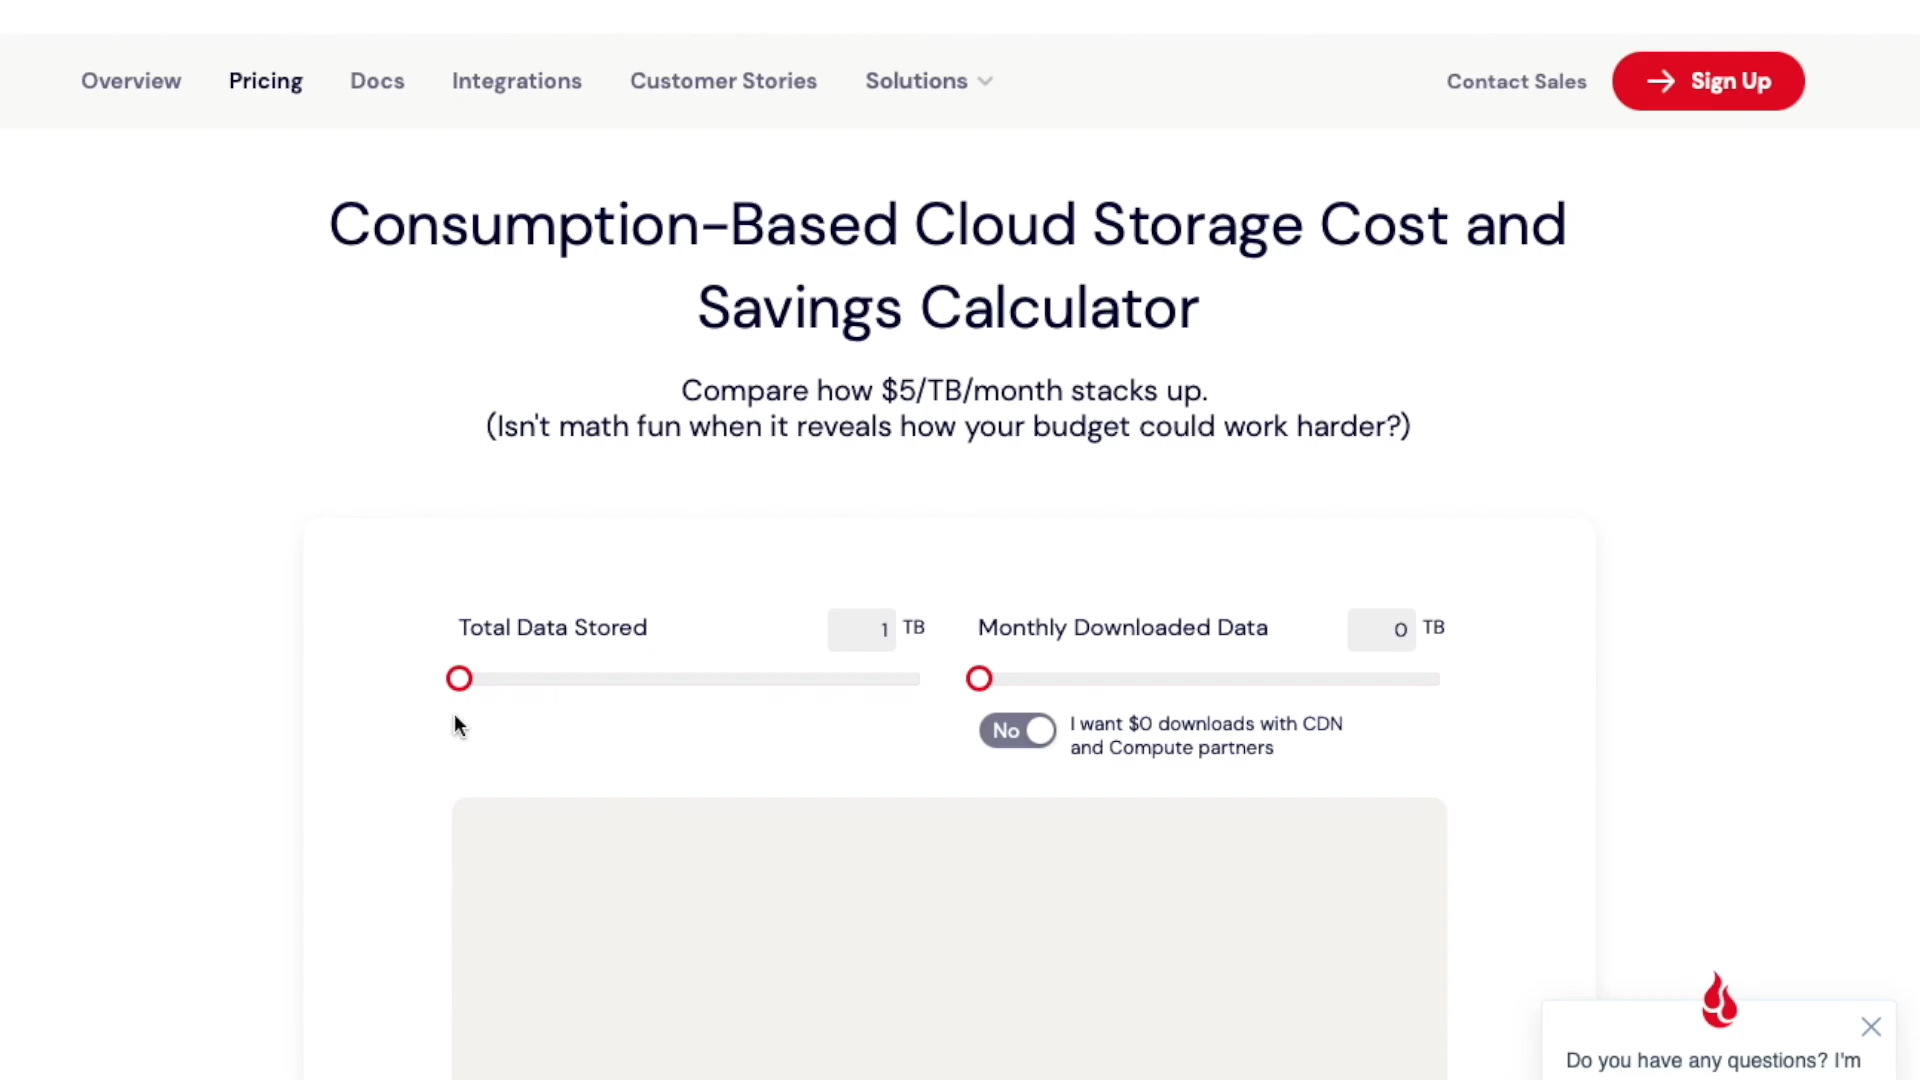 Overview Pricing Docs Integrations Customer Stories Solutions Contact Sales Sign Up
Consumption-Based Cloud Storage Cost and
Savings Calculator
Compare how $5/TB/month stacks up.
(Isn't math fun when it reveals how your budget could work harder?)
Total Data Stored 1 TB Monthly Downloaded Data 0 TB
No I want $0 downloads with CDN
and Compute partners
Do you have any questions? I'm